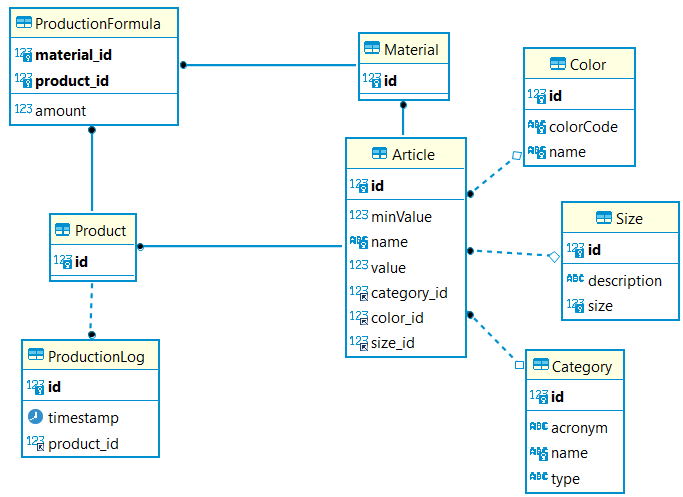 ProductionFormula
123 material_id
123 product_id
123 amount
Material
123 id
Color
123 id
ABC colorCode
ABC name
Article
123 id
123 minValue
ABC name
123 value
123 category_id
123 color_id
123 size_id
Size
123 id
ABC description
123 size
Product
123 id
ProductionLog
123 id
timestamp
123 product_id
Category
123 id
ABC acronym
ABC name
ABC type